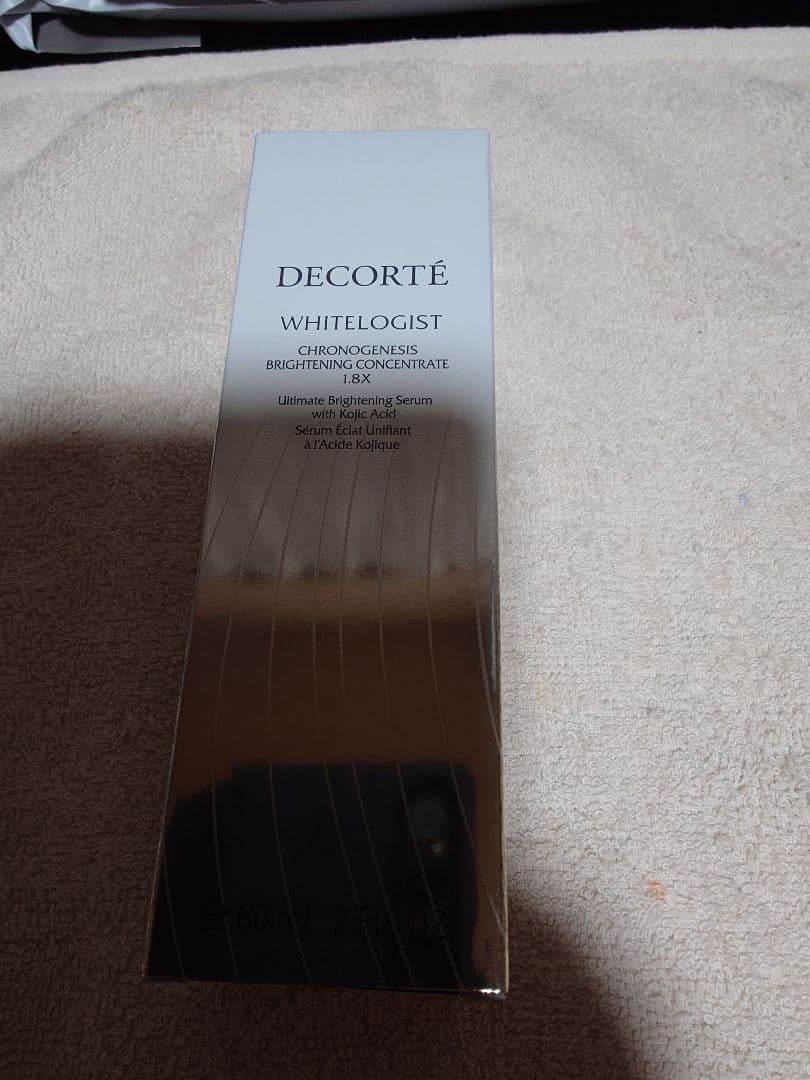 DECORTÉ
WHITELOGIST
CHRONOGENESIS
BRIGHTENING CONCENTRATE
1.8X
Ultimate Brightening Serum
with Kojic Acid
Sérum Éclat Unifiant
à l'Acide Kojique
℮ 60 mL 2 FL. OZ.